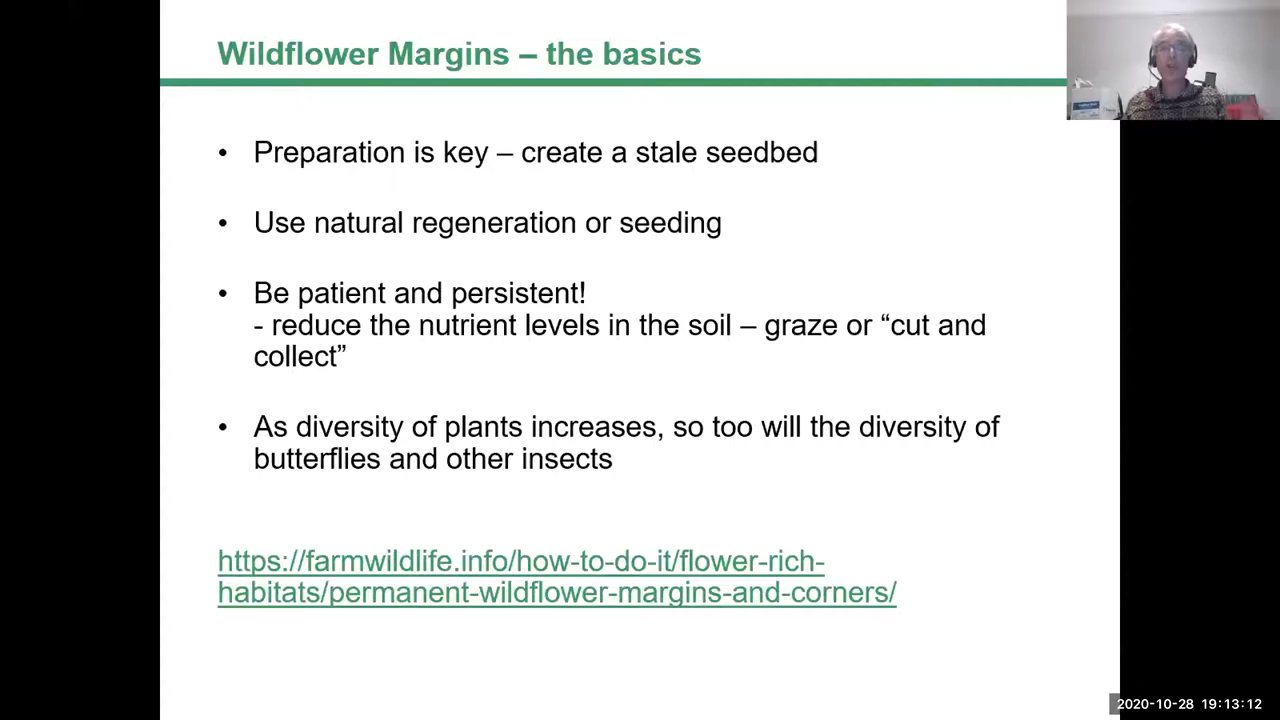 Wildflower Margins – the basics
• Preparation is key – create a stale seedbed
• Use natural regeneration or seeding
• Be patient and persistent!
- reduce the nutrient levels in the soil – graze or “cut and
collect”
• As diversity of plants increases, so too will the diversity of
butterflies and other insects
https://farmwildlife.info/how-to-do-it/flower-rich-
habitats/permanent-wildflower-margins-and-corners/
2020-10-28 19:13:12